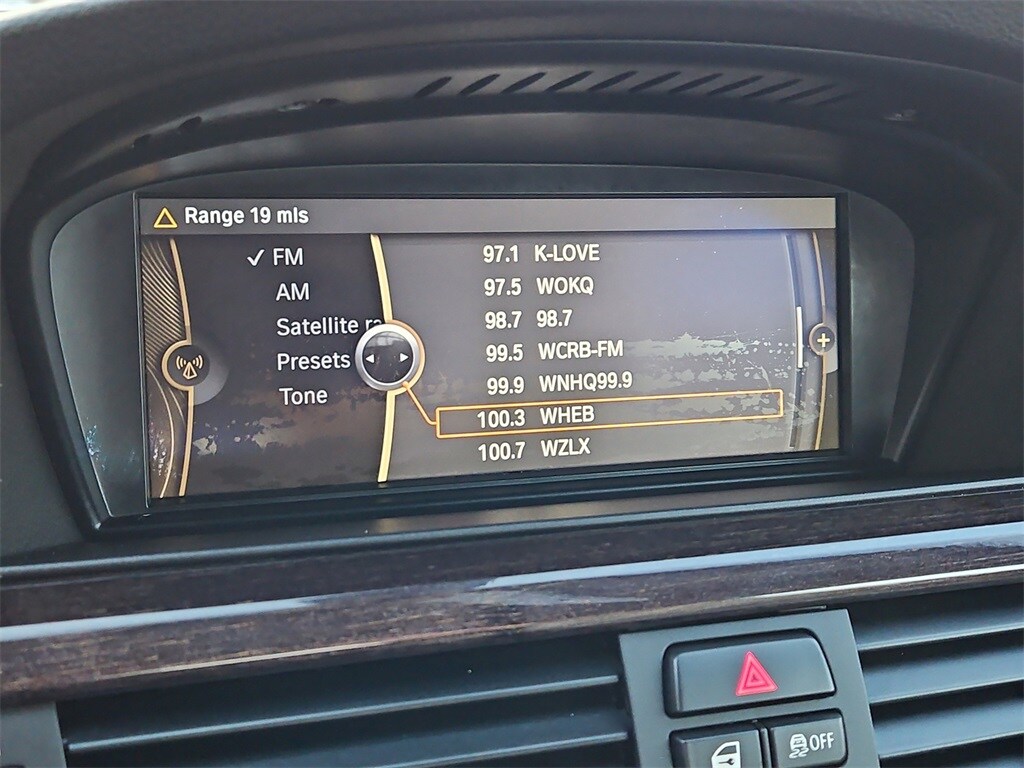 Range 19 mls
✓ FM
AM
Satellite ra
Presets
Tone
97.1 K-LOVE
97.5 WOKQ
98.7 98.7
99.5 WCRB-FM
99.9 WNHQ99.9
100.3 WHEB
100.7 WZLX
+
OFF